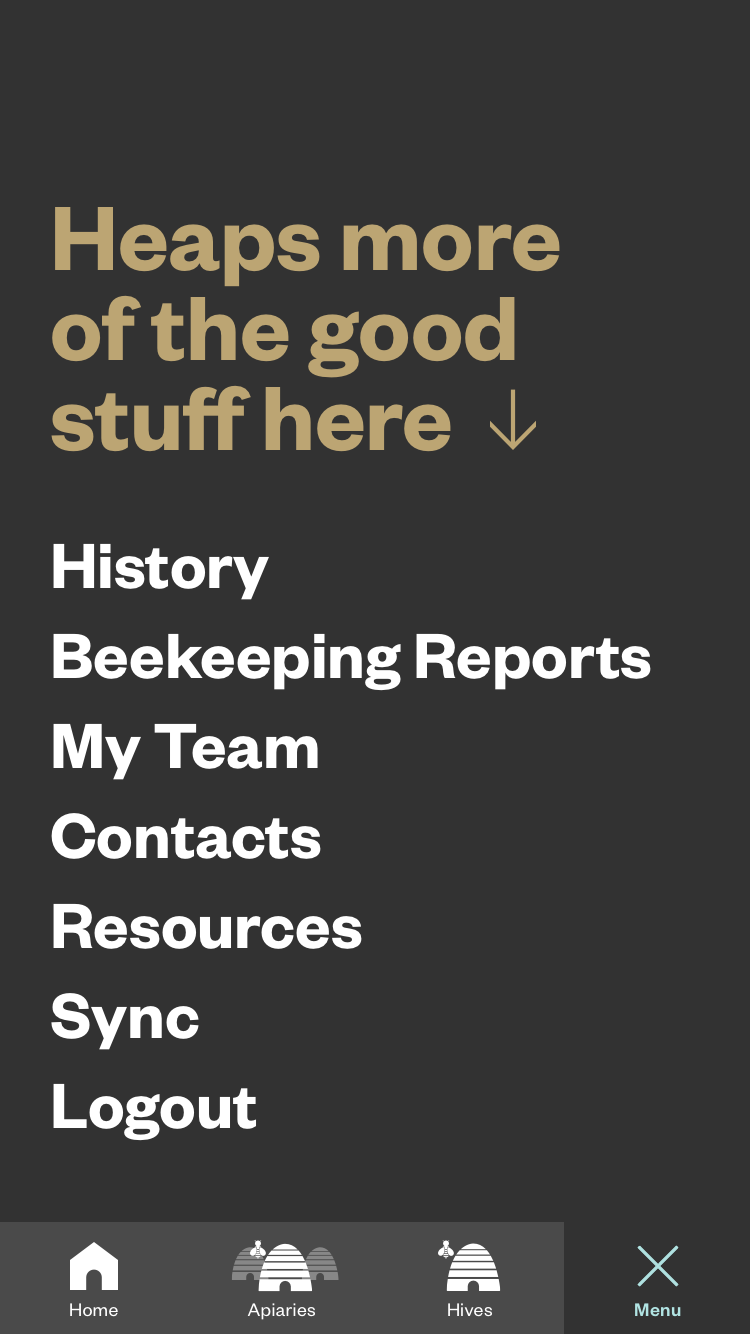 Heaps more
of the good
stuff here
History
Beekeeping Reports
My Team
Contacts
Resources
Sync
Logout
Home
Apiaries
Hives
Menu